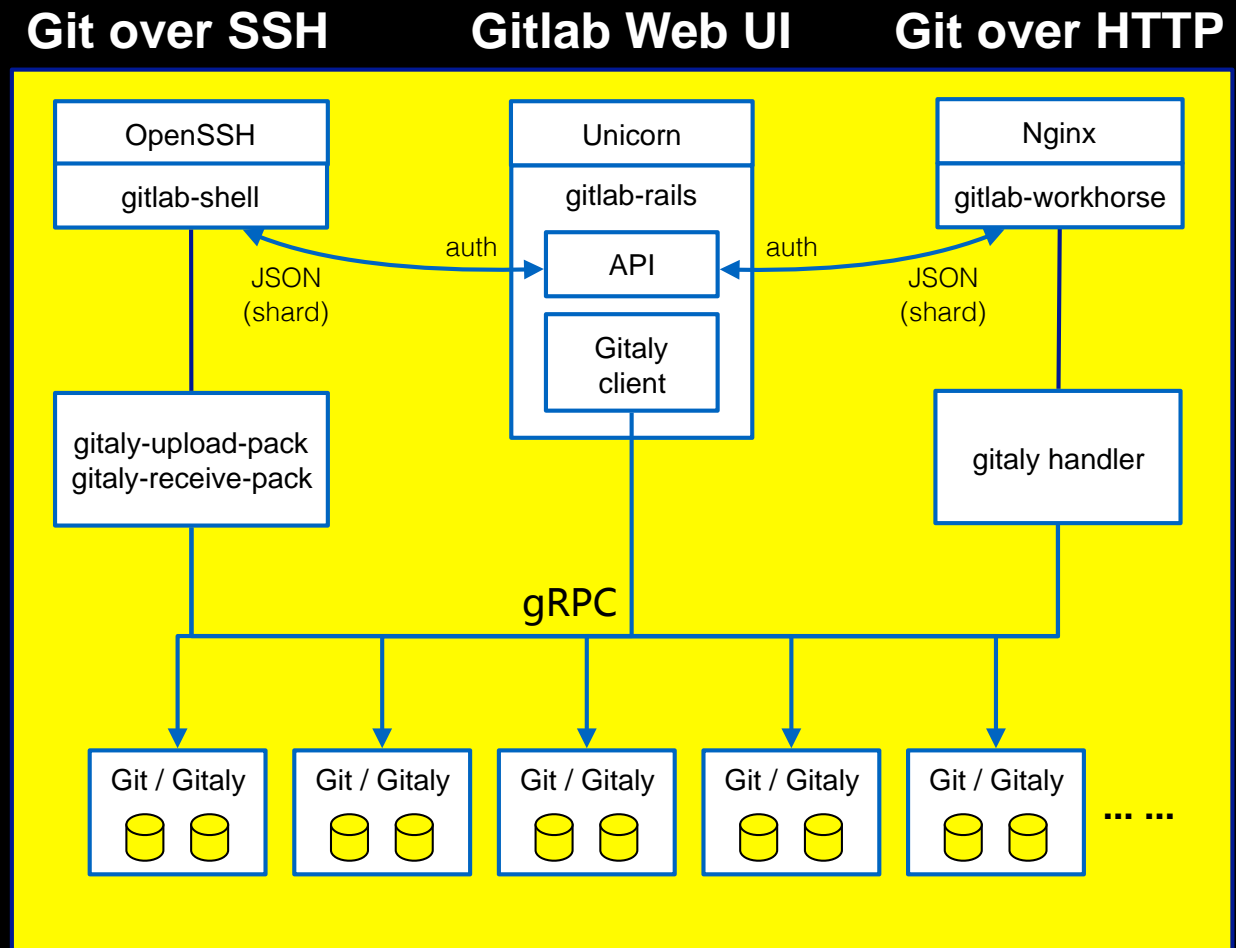 Git over SSH
Gitlab Web UI
Git over HTTP
OpenSSH
gitlab-shell
Unicorn
gitlab-rails
Nginx
gitlab-workhorse
auth
API
auth
JSON
(shard)
JSON
(shard)
Gitaly
client
gitaly-upload-pack
gitaly-receive-pack
gitaly handler
gRPC
Git / Gitaly
Git / Gitaly
Git / Gitaly
Git / Gitaly
Git / Gitaly
... ...